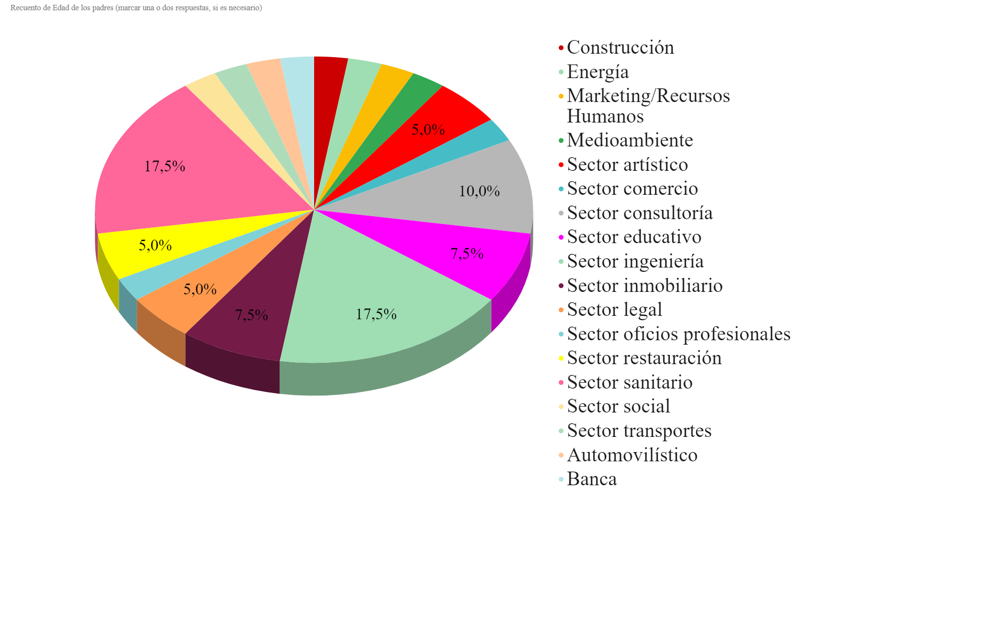 Recuento de Edad de los padres (marcar una o dos respuestas, si es necesario)
5,0%
10,0%
7,5%
17,5%
7,5%
5,0%
5,0%
17,5%
Construcción
Energía
Marketing/Recursos
Humanos
Medioambiente
Sector artístico
Sector comercio
Sector consultoría
Sector educativo
Sector ingeniería
Sector inmobiliario
Sector legal
Sector oficios profesionales
Sector restauración
Sector sanitario
Sector social
Sector transportes
Automovilístico
Banca